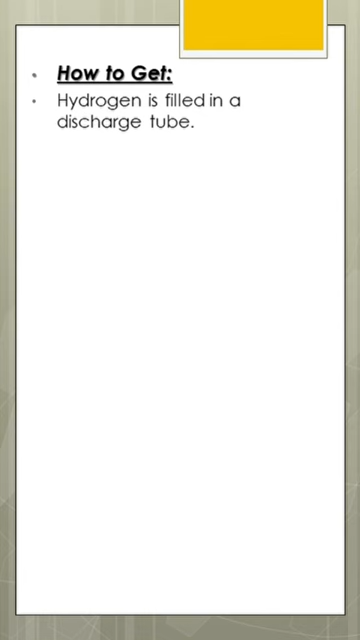 How to Get:
Hydrogen is filled in a
discharge tube.